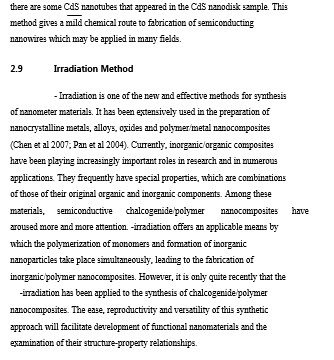 there are some CdS nanotubes that appeared in the CdS nanodisk sample. This
method gives a mild chemical route to fabrication of semiconducting
nanowires which may be applied in many fields.
2.9 Irradiation Method
- Irradiation is one of the new and effective methods for synthesis
of nanometer materials. It has been extensively used in the preparation of
nanocrystalline metals, alloys, oxides and polymer/metal nanocomposites
(Chen et al 2007; Pan et al 2004). Currently, inorganic/organic composites
have been playing increasingly important roles in research and in numerous
applications. They frequently have special properties, which are combinations
of those of their original organic and inorganic components. Among these
materials, semiconductive chalcogenide/polymer nanocomposites have
aroused more and more attention. -irradiation offers an applicable means by
which the polymerization of monomers and formation of inorganic
nanoparticles take place simultaneously, leading to the fabrication of
inorganic/polymer nanocomposites. However, it is only quite recently that the
-irradiation has been applied to the synthesis of chalcogenide/polymer
nanocomposites. The ease, reproductivity and versatility of this synthetic
approach will facilitate development of functional nanomaterials and the
examination of their structure-property relationships.